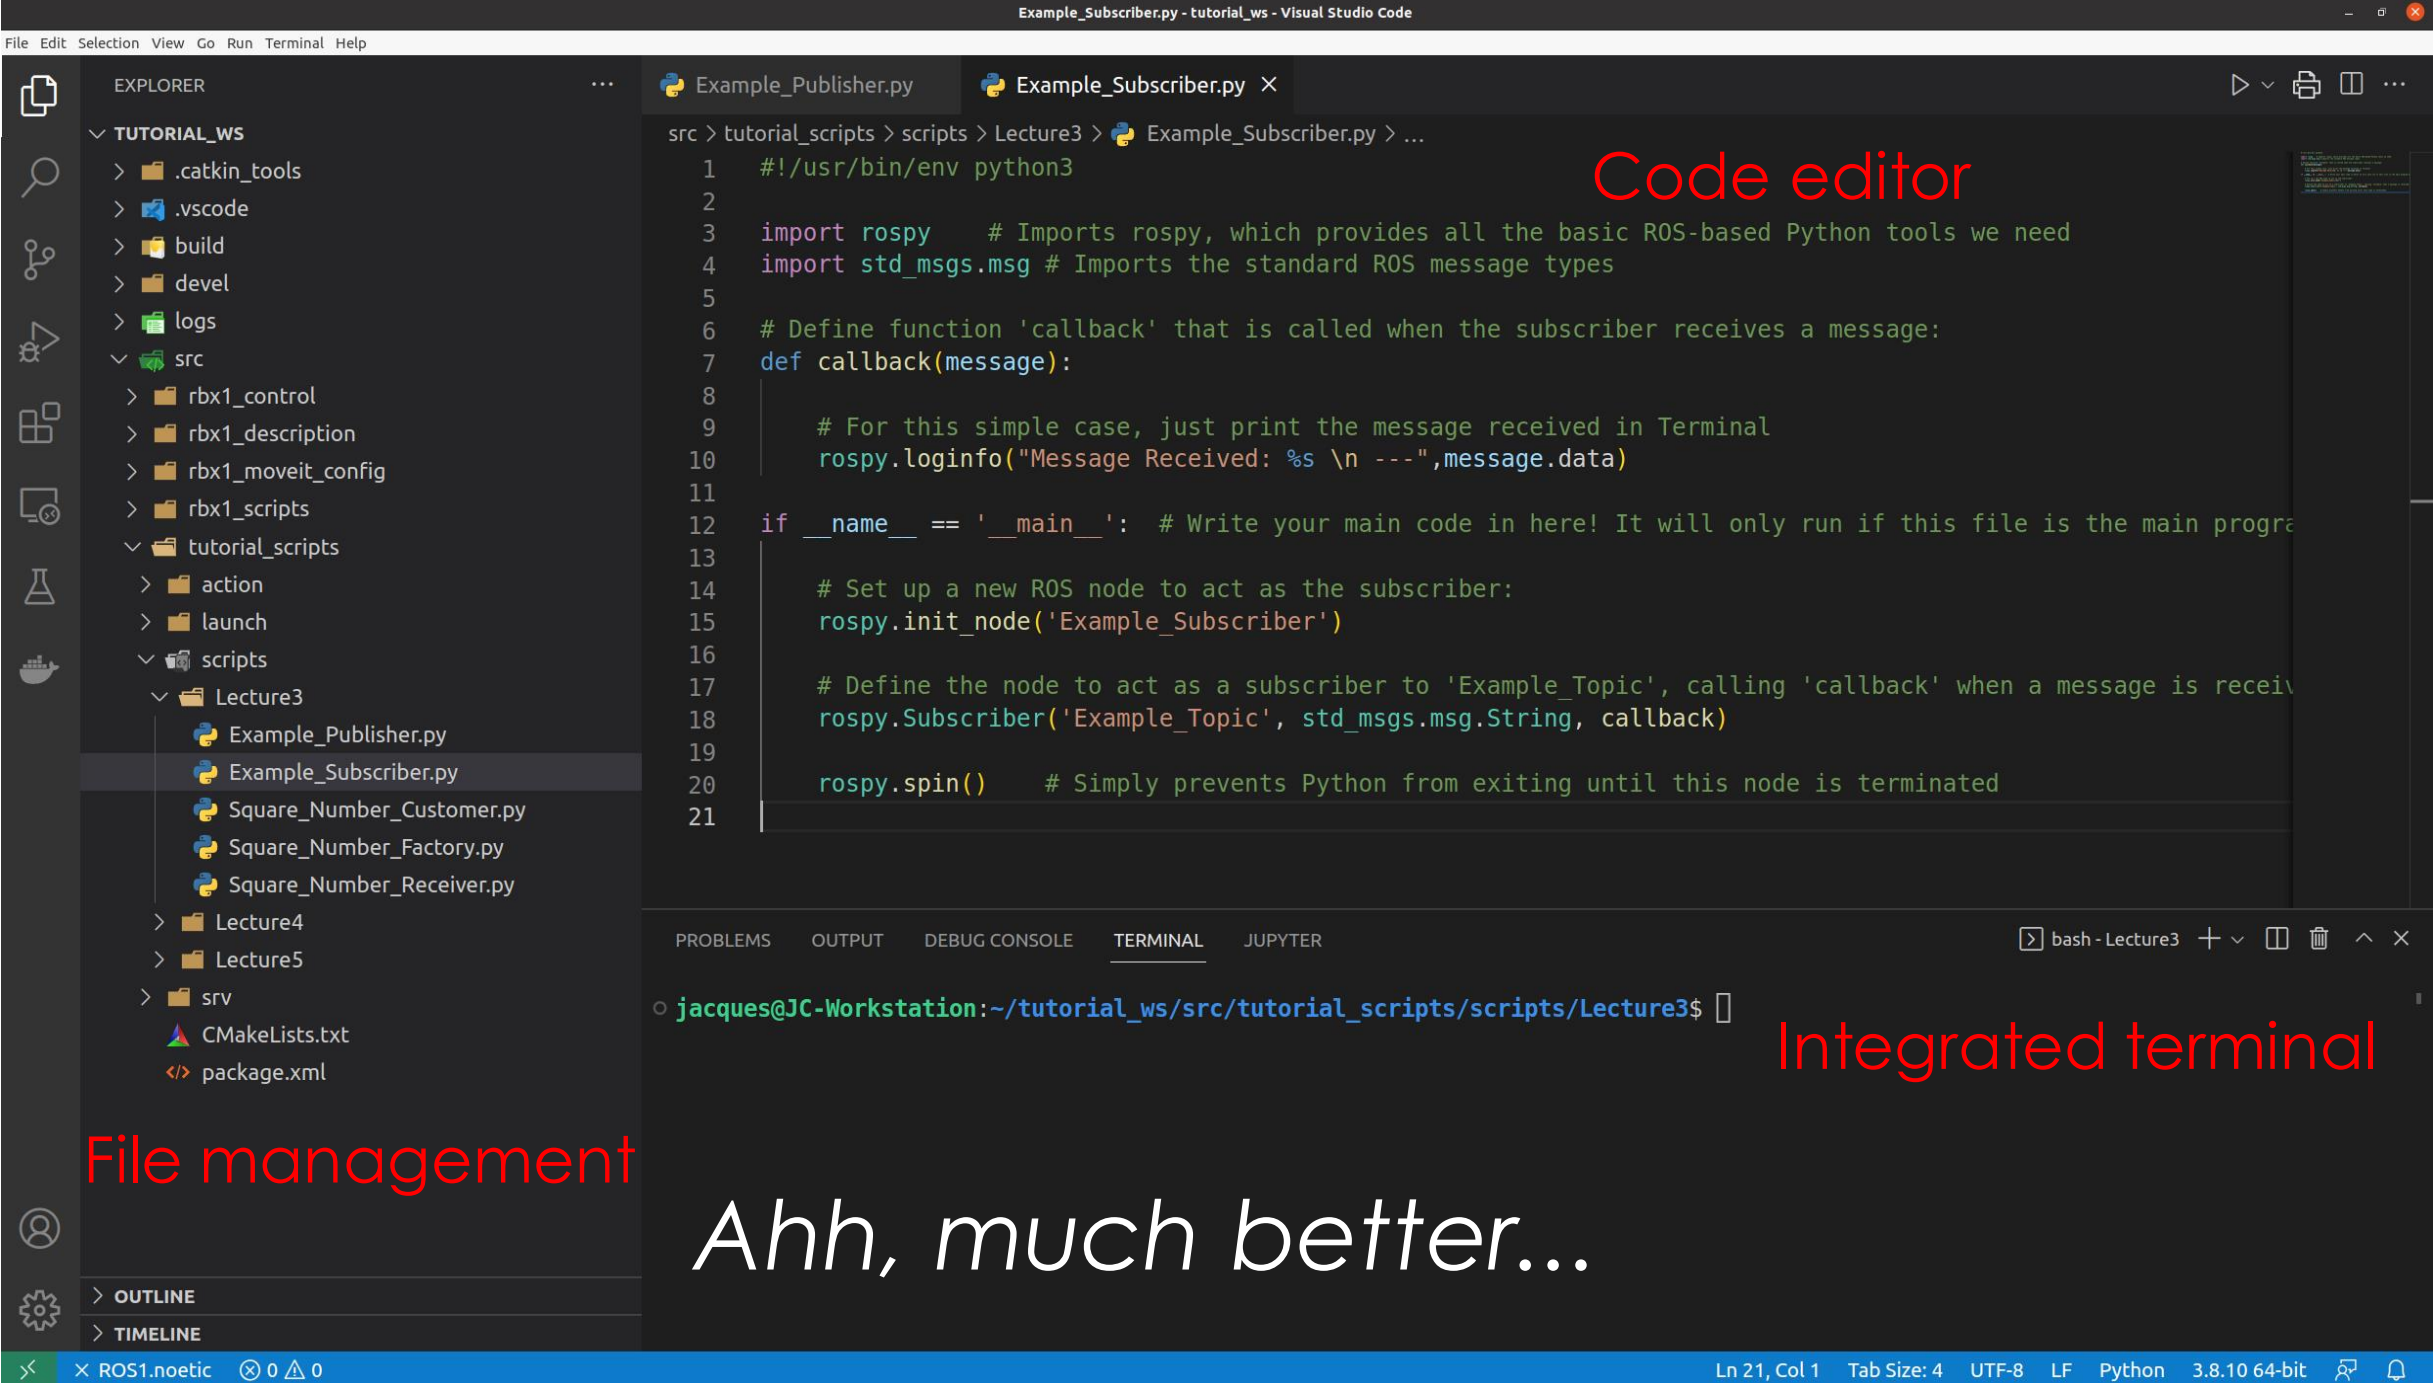 Example_Subscriber.py - tutorial_ws - Visual Studio Code
File Edit Selection View Go Run Terminal Help
EXPLORER
TUTORIAL_WS
.catkin_tools
.vscode
build
devel
logs
src
rbx1_control
rbx1_description
rbx1_moveit_config
rbx1_scripts
tutorial_scripts
action
launch
scripts
Lecture3
Example_Publisher.py
Example_Subscriber.py
Square_Number_Customer.py
Square_Number_Factory.py
Square_Number_Receiver.py
Lecture4
Lecture5
srv
CMakeLists.txt
package.xml
File management
OUTLINE
TIMELINE
Example_Publisher.py Example_Subscriber.py
src > tutorial_scripts > scripts > Lecture3 > Example_Subscriber.py > ...
Code editor
1 #!/usr/bin/env python3
2
3 import rospy    # Imports rospy, which provides all the basic ROS-based Python tools we need
4 import std_msgs.msg # Imports the standard ROS message types
5
6 # Define function 'callback' that is called when the subscriber receives a message:
7 def callback(message):
8
9     # For this simple case, just print the message received in Terminal
10     rospy.loginfo("Message Received: %s \n ---",message.data)
11
12 if __name__ == '__main__':  # Write your main code in here! It will only run if this file is the main progra
13
14     # Set up a new ROS node to act as the subscriber:
15     rospy.init_node('Example_Subscriber')
16
17     # Define the node to act as a subscriber to 'Example_Topic', calling 'callback' when a message is receiv
18     rospy.Subscriber('Example_Topic', std_msgs.msg.String, callback)
19
20     rospy.spin()    # Simply prevents Python from exiting until this node is terminated
21
PROBLEMS OUTPUT DEBUG CONSOLE TERMINAL JUPYTER bash - Lecture3
jacques@JC-Workstation:~/tutorial_ws/src/tutorial_scripts/scripts/Lecture3$
Integrated terminal
Ahh, much better...
ROS1.noetic 0 0 Ln 21, Col 1 Tab Size: 4 UTF-8 LF Python 3.8.10 64-bit